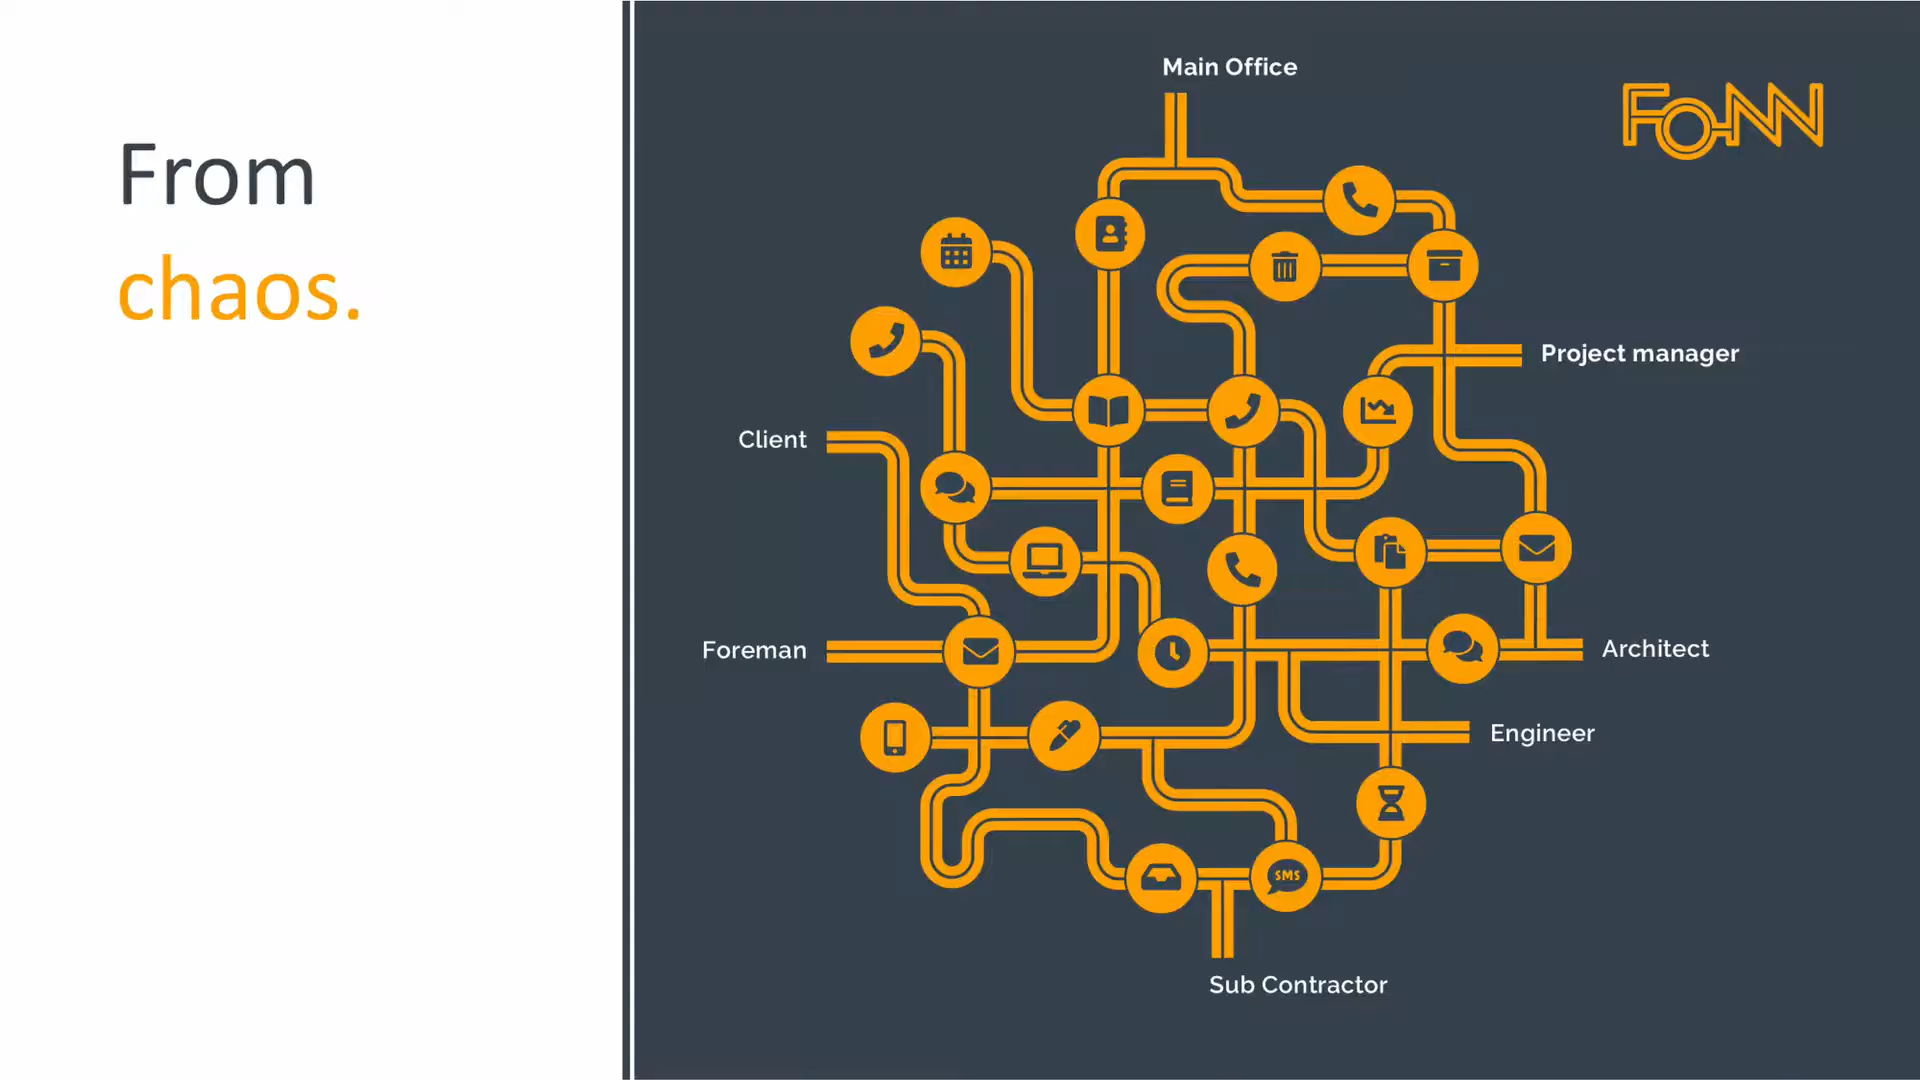 From
chaos.
Main Office
FONN
Project manager
Client
Foreman
Architect
Engineer
SMS
Sub Contractor